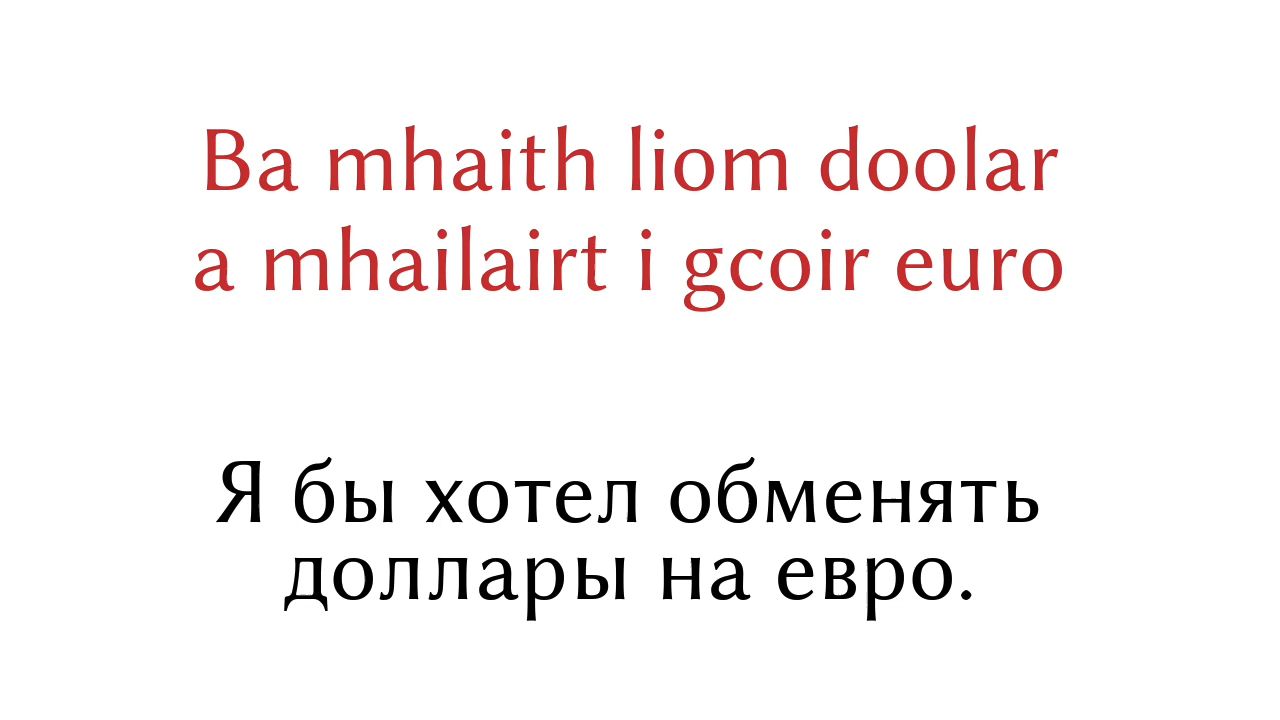 Ba mhaith liom doolar
a mhailairt i gcoir euro
Я бы хотел обменять
доллары на евро.